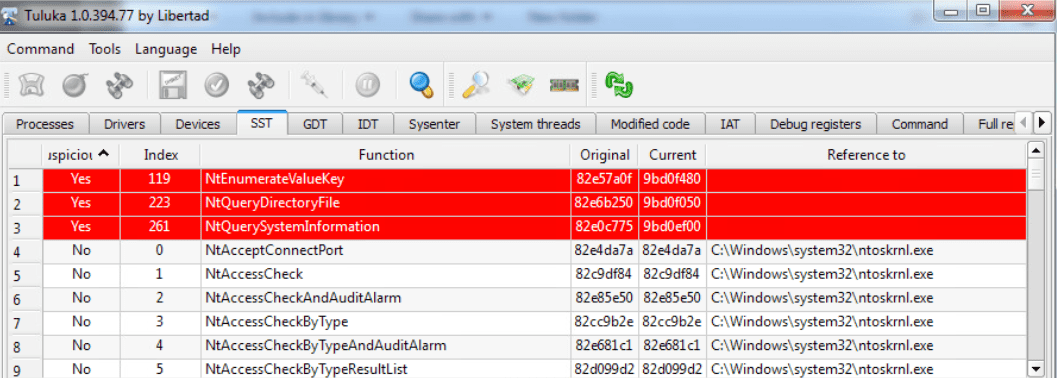 Tuluka 1.0.394.77 by Libertad
Command Tools Language Help
Processes Drivers Devices SST GDT IDT Sysenter System threads Modified code IAT Debug registers Command Full re
ıspiciou Index Function Original Current Reference to
1 Yes 119 NtEnumerateValueKey 82e57a0f 9bd0f480
2 Yes 223 NtQueryDirectoryFile 82e6b250 9bd0f050
3 Yes 261 NtQuerySystemInformation 82e0c775 9bd0ef00
4 No 0 NtAcceptConnectPort 82e4da7a 82e4da7a C:\Windows\system32\ntoskrnl.exe
5 No 1 NtAccessCheck 82c9df84 82c9df84 C:\Windows\system32\ntoskrnl.exe
6 No 2 NtAccessCheckAndAuditAlarm 82e85e50 82e85e50 C:\Windows\system32\ntoskrnl.exe
7 No 3 NtAccessCheckByType 82cc9b2e 82cc9b2e C:\Windows\system32\ntoskrnl.exe
8 No 4 NtAccessCheckByTypeAndAuditAlarm 82e681c1 82e681c1 C:\Windows\system32\ntoskrnl.exe
9 No 5 NtAccessCheckByTypeResultList 82d099d2 82d099d2 C:\Windows\system32\ntoskrnl.exe